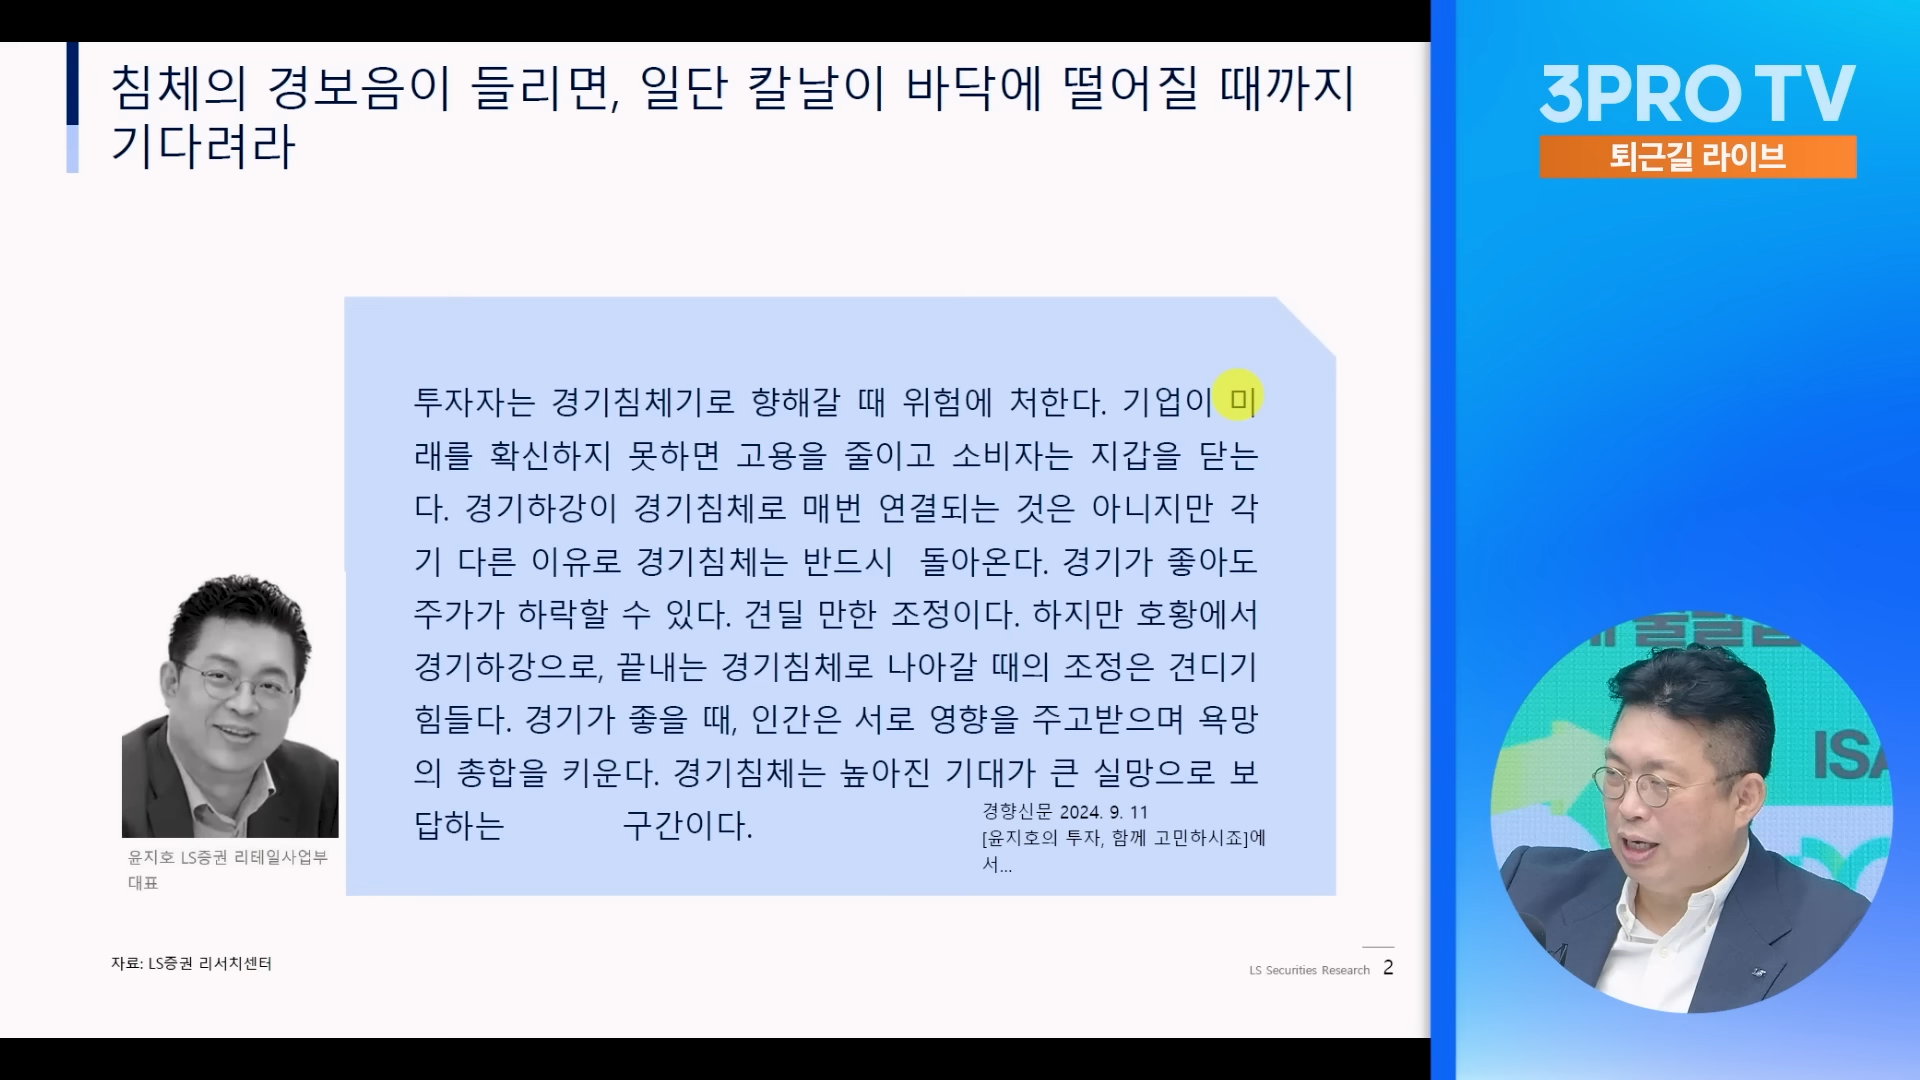 침체의 경보음이 들리면, 일단 칼날이 바닥에 떨어질 때까지
기다려라
투자자는 경기침체기로 향해갈 때 위험에 처한다. 기업이 미
래를 확신하지 못하면 고용을 줄이고 소비자는 지갑을 닫는
다. 경기하강이 경기침체로 매번 연결되는 것은 아니지만 각
기 다른 이유로 경기침체는 반드시 돌아온다. 경기가 좋아도
주가가 하락할 수 있다. 견딜 만한 조정이다. 하지만 호황에서
경기하강으로, 끝내는 경기침체로 나아갈 때의 조정은 견디기
힘들다. 경기가 좋을 때, 인간은 서로 영향을 주고받으며 욕망
의 총합을 키운다. 경기침체는 높아진 기대가 큰 실망으로 보
답하는 구간이다.
경향신문 2024. 9. 11
[윤지호의 투자, 함께 고민하시죠]에
서...
윤지호 LS증권 리테일사업부
대표
자료: LS증권 리서치센터
LS Securities Research 2
3PRO TV
퇴근길 라이브
ISA